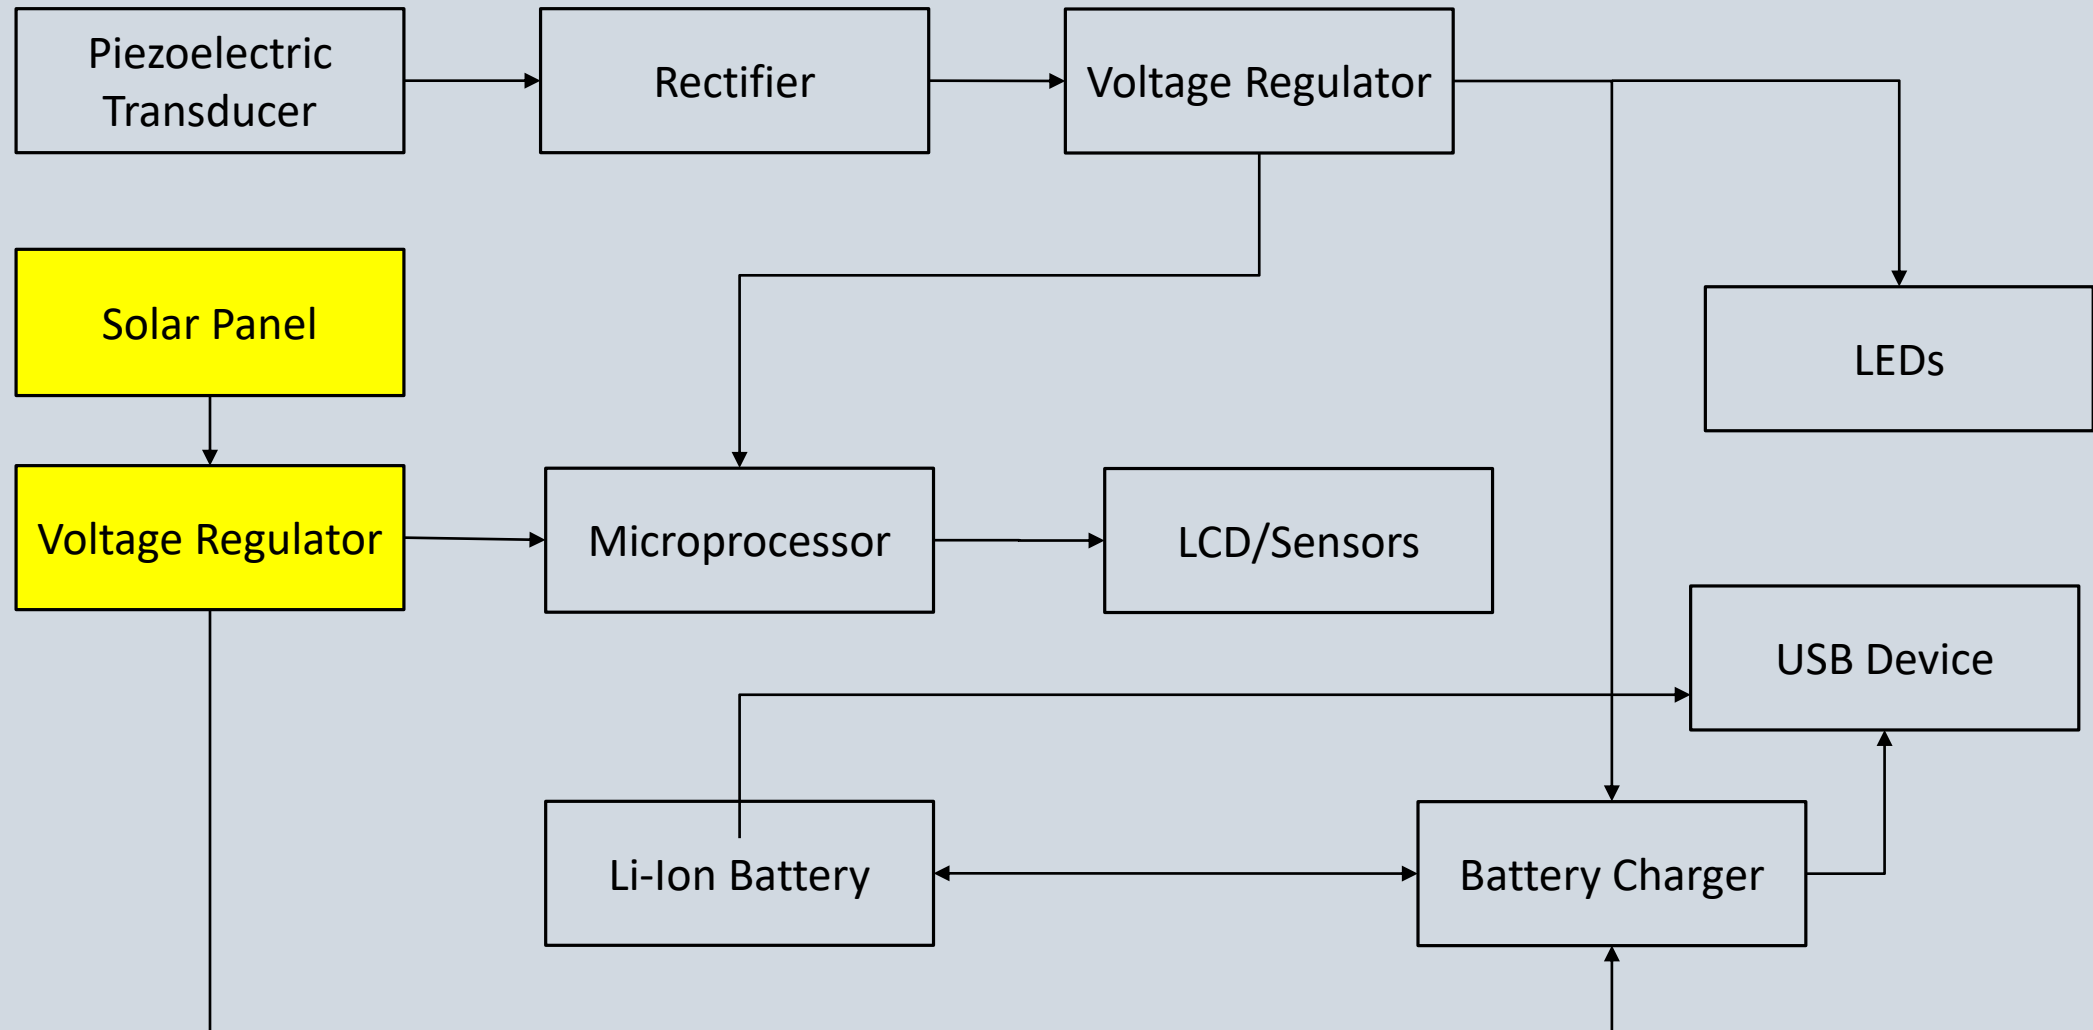 Piezoelectric
Transducer
Rectifier
Voltage Regulator
Solar Panel
LEDs
Voltage Regulator
Microprocessor
LCD/Sensors
USB Device
Li-Ion Battery
Battery Charger